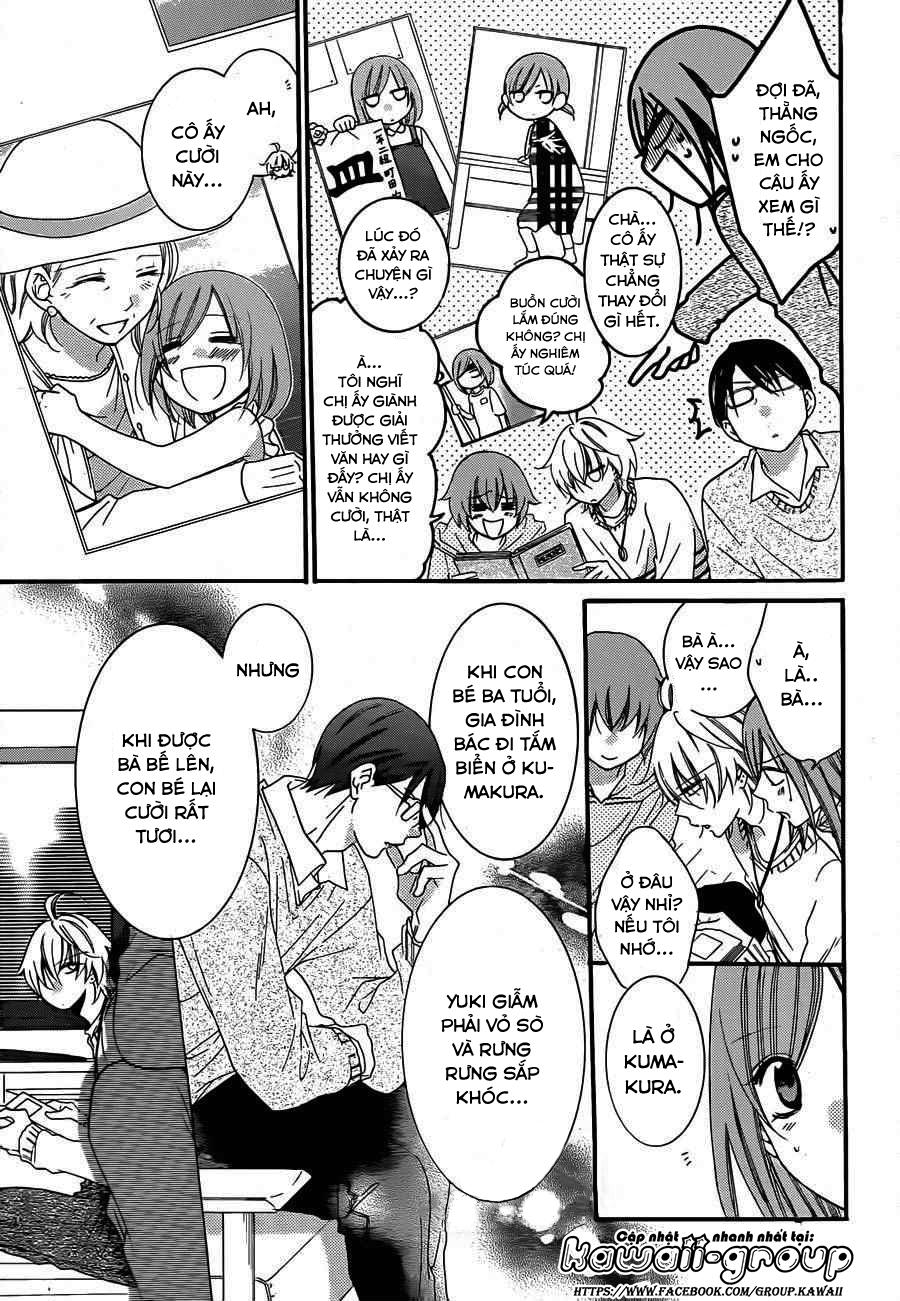 ĐỢI ĐÃ,
THẰNG
NGỐC,
EM CHO
CẬU ẤY
XEM GÌ
THẾ!?
CHÀ...
CÔ ẤY
THẬT SỰ
CHẲNG
THAY ĐỔI
GÌ HẾT.
LÚC ĐÓ
ĐÃ XẢY RA
CHUYỆN GÌ
VẬY...?
BUỒN CƯỜI
LẮM ĐÚNG
KHÔNG? CHỊ
ẤY NGHIÊM
TÚC QUÁ!
À...
TÔI NGHĨ
CHỊ ẤY GIÀNH
ĐƯỢC GIẢI
THƯỞNG VIẾT
VĂN HAY GÌ
ĐẤY? CHỊ ẤY
VẪN KHÔNG
CƯỜI, THẬT
LÀ...
AH,
CÔ ẤY
CƯỜI
NÀY...
À,
LÀ..
BÀ...
BÀ À...
VẬY SAO
...
Ở ĐÂU
VẬY NHỈ?
NẾU TÔI
NHỚ...
LÀ Ở
KUMA-
KURA.
KHI CON
BÉ BA TUỔI,
GIA ĐÌNH
BÁC ĐI TẮM
BIỂN Ở KU-
MAKURA.
YUKI GIẪM
PHẢI VỎ SÒ
VÀ RƯNG
RƯNG SẮP
KHÓC...
NHƯNG
KHI ĐƯỢC
BÀ BẾ LÊN,
CON BÉ LẠI
CƯỜI RẤT
TƯƠI...
Cập nhật nhanh nhất tại:
kawaii-group
HTTPS://WWW.FACEBOOK.COM/GROUP.KAWAII